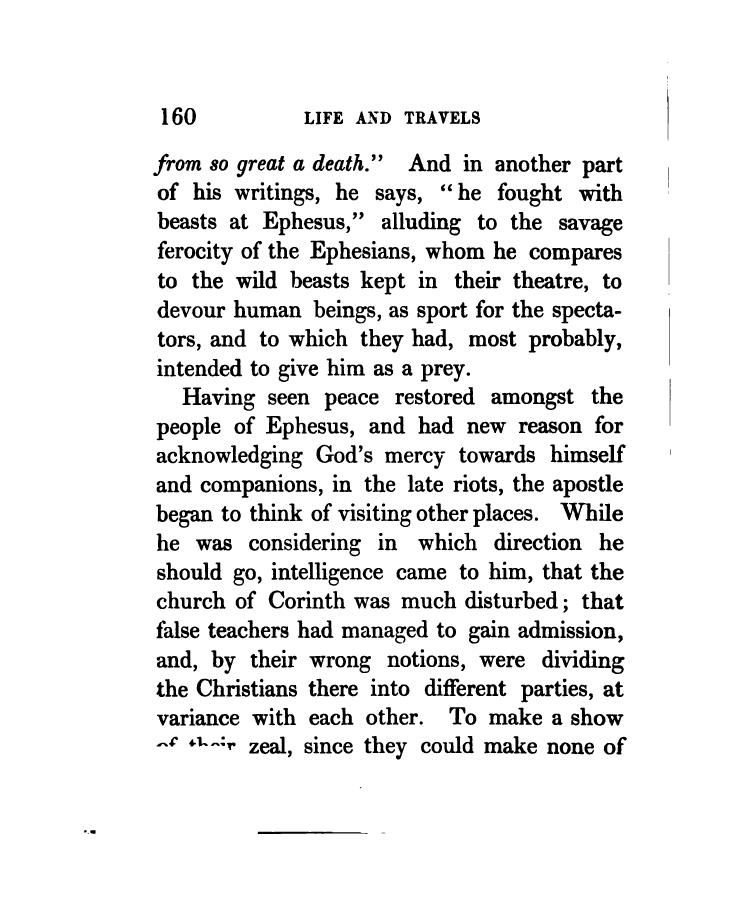 160 LIFE AND TRAVELS
from so great a death." And in another part
of his writings, he says, "he fought with
beasts at Ephesus," alluding to the savage
ferocity of the Ephesians, whom he compares
to the wild beasts kept in their theatre, to
devour human beings, as sport for the specta-
tors, and to which they had, most probably,
intended to give him as a prey.
Having seen peace restored amongst the
people of Ephesus, and had new reason for
acknowledging God's mercy towards himself
and companions, in the late riots, the apostle
began to think of visiting other places. While
he was considering in which direction he
should go, intelligence came to him, that the
church of Corinth was much disturbed; that
false teachers had managed to gain admission,
and, by their wrong notions, were dividing
the Christians there into different parties, at
variance with each other. To make a show
of their zeal, since they could make none of